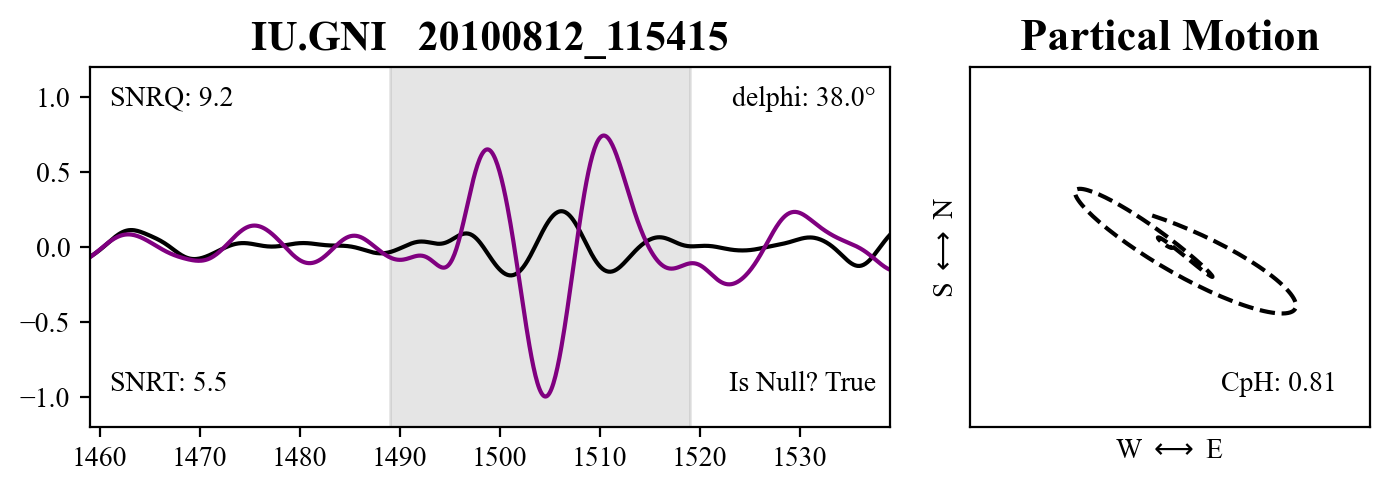 IU.GNI   20100812_115415
SNRQ: 9.2
delphi: 38.0°
SNRT: 5.5
Is Null? True
1.0
0.5
0.0
−0.5
−1.0
1460 1470 1480 1490 1500 1510 1520 1530
Partical Motion
S ⟷ N
CpH: 0.81
W ⟷ E